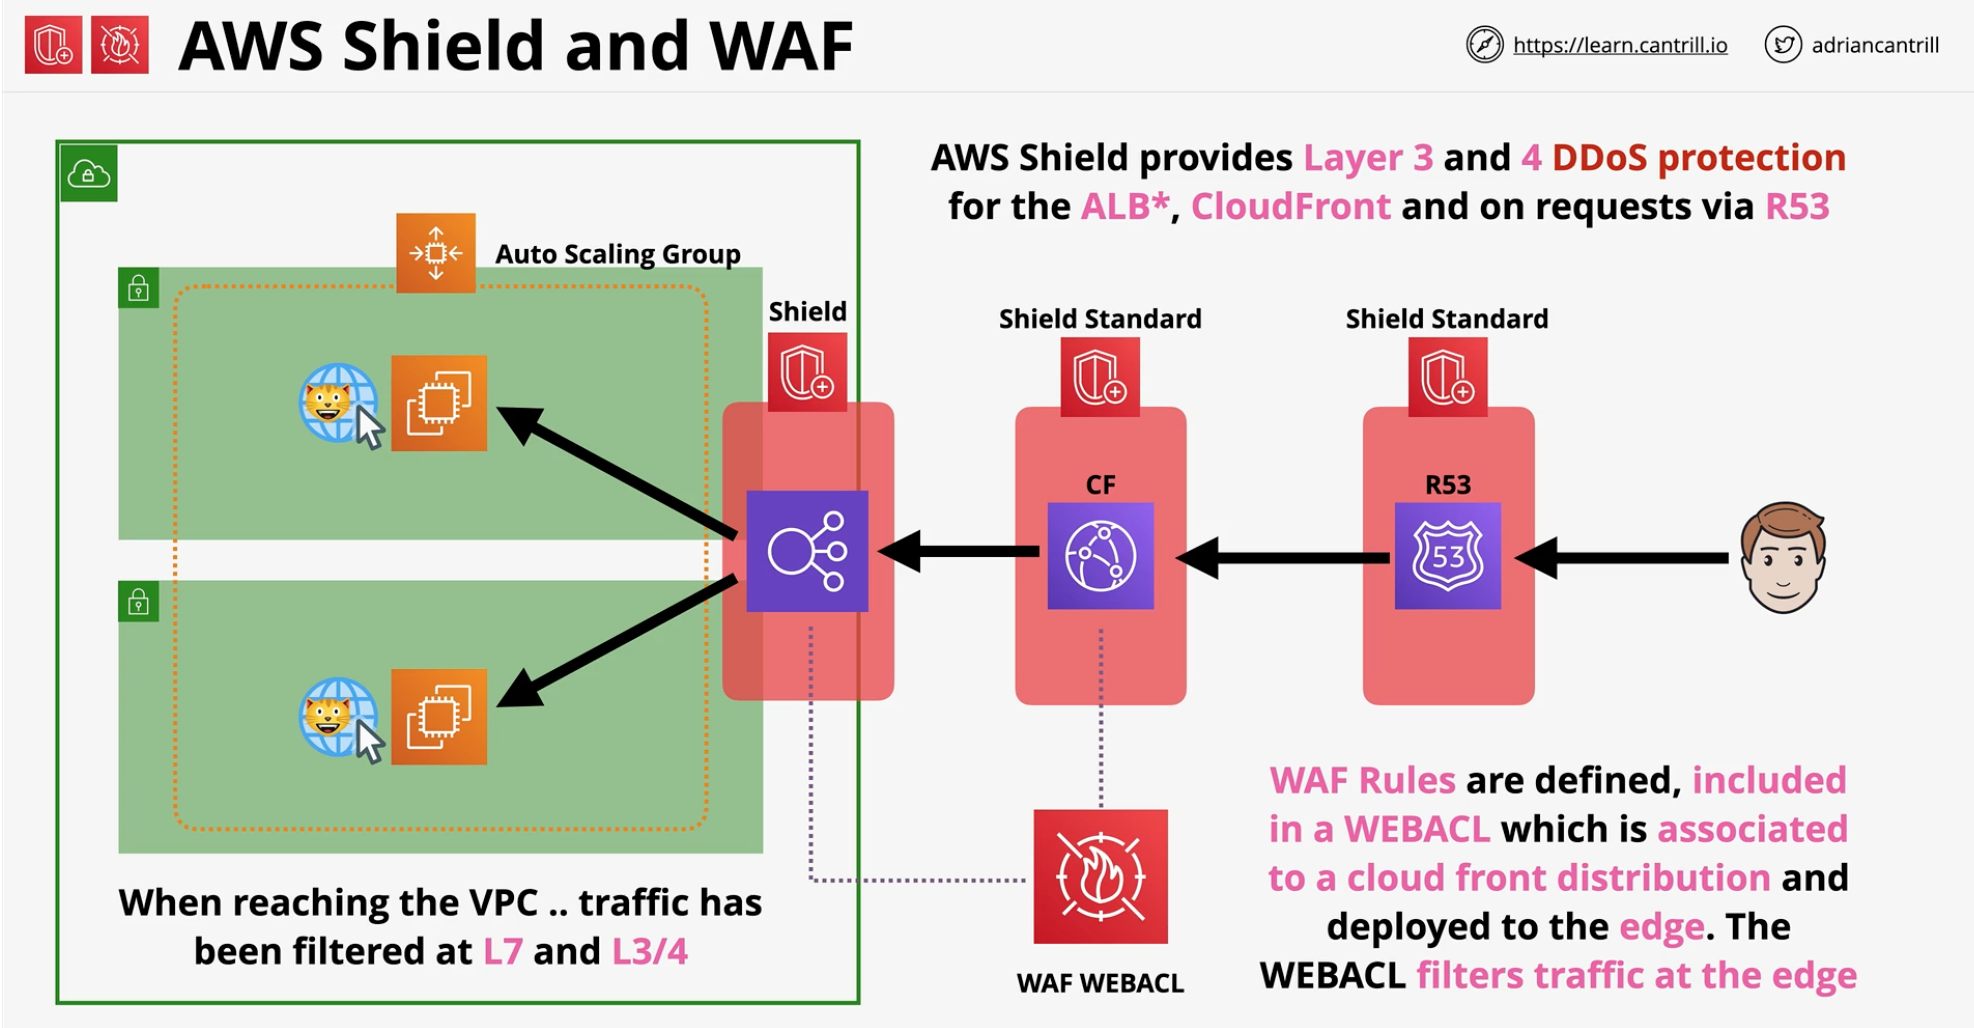 AWS Shield and WAF
https://learn.cantrill.io
adriancantrill
AWS Shield provides Layer 3 and 4 DDoS protection
for the ALB*, CloudFront and on requests via R53
Auto Scaling Group
Shield
Shield Standard
Shield Standard
CF
R53
53
WAF Rules are defined, included
in a WEBACL which is associated
to a cloud front distribution and
deployed to the edge. The
WEBACL filters traffic at the edge
When reaching the VPC .. traffic has
been filtered at L7 and L3/4
WAF WEBACL